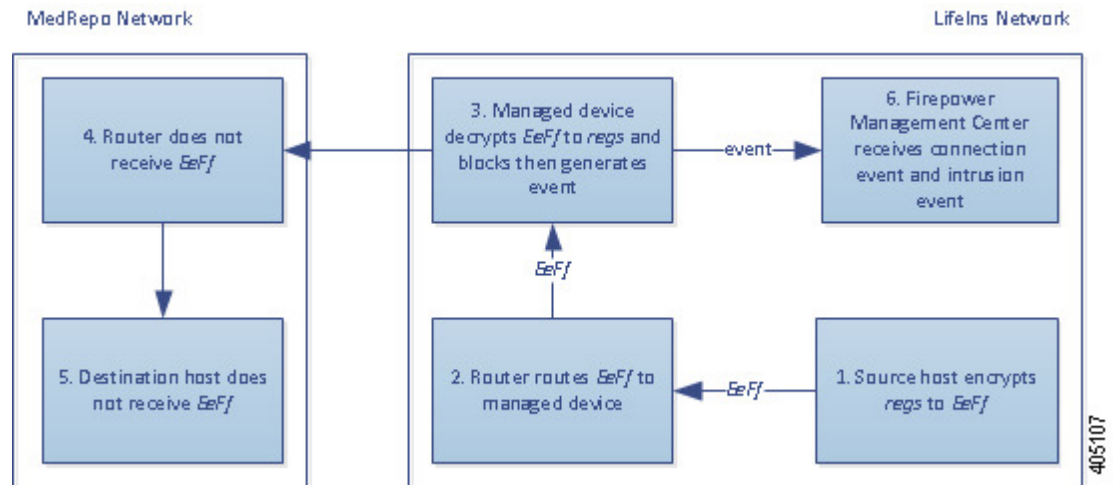 MedRepo Network
LifeIns Network
4. Router does not
receive EeFf
3. Managed device
decrypts EeFf to regs and
blocks then generates
event
event
6. Firepower
Management Center
receives connection
event and intrusion
event
EeFf
5. Destination host does
not receive EeFf
2. Router routes EeFf to
managed device
EeFf
1. Source host encrypts
regs to EeFf
405107